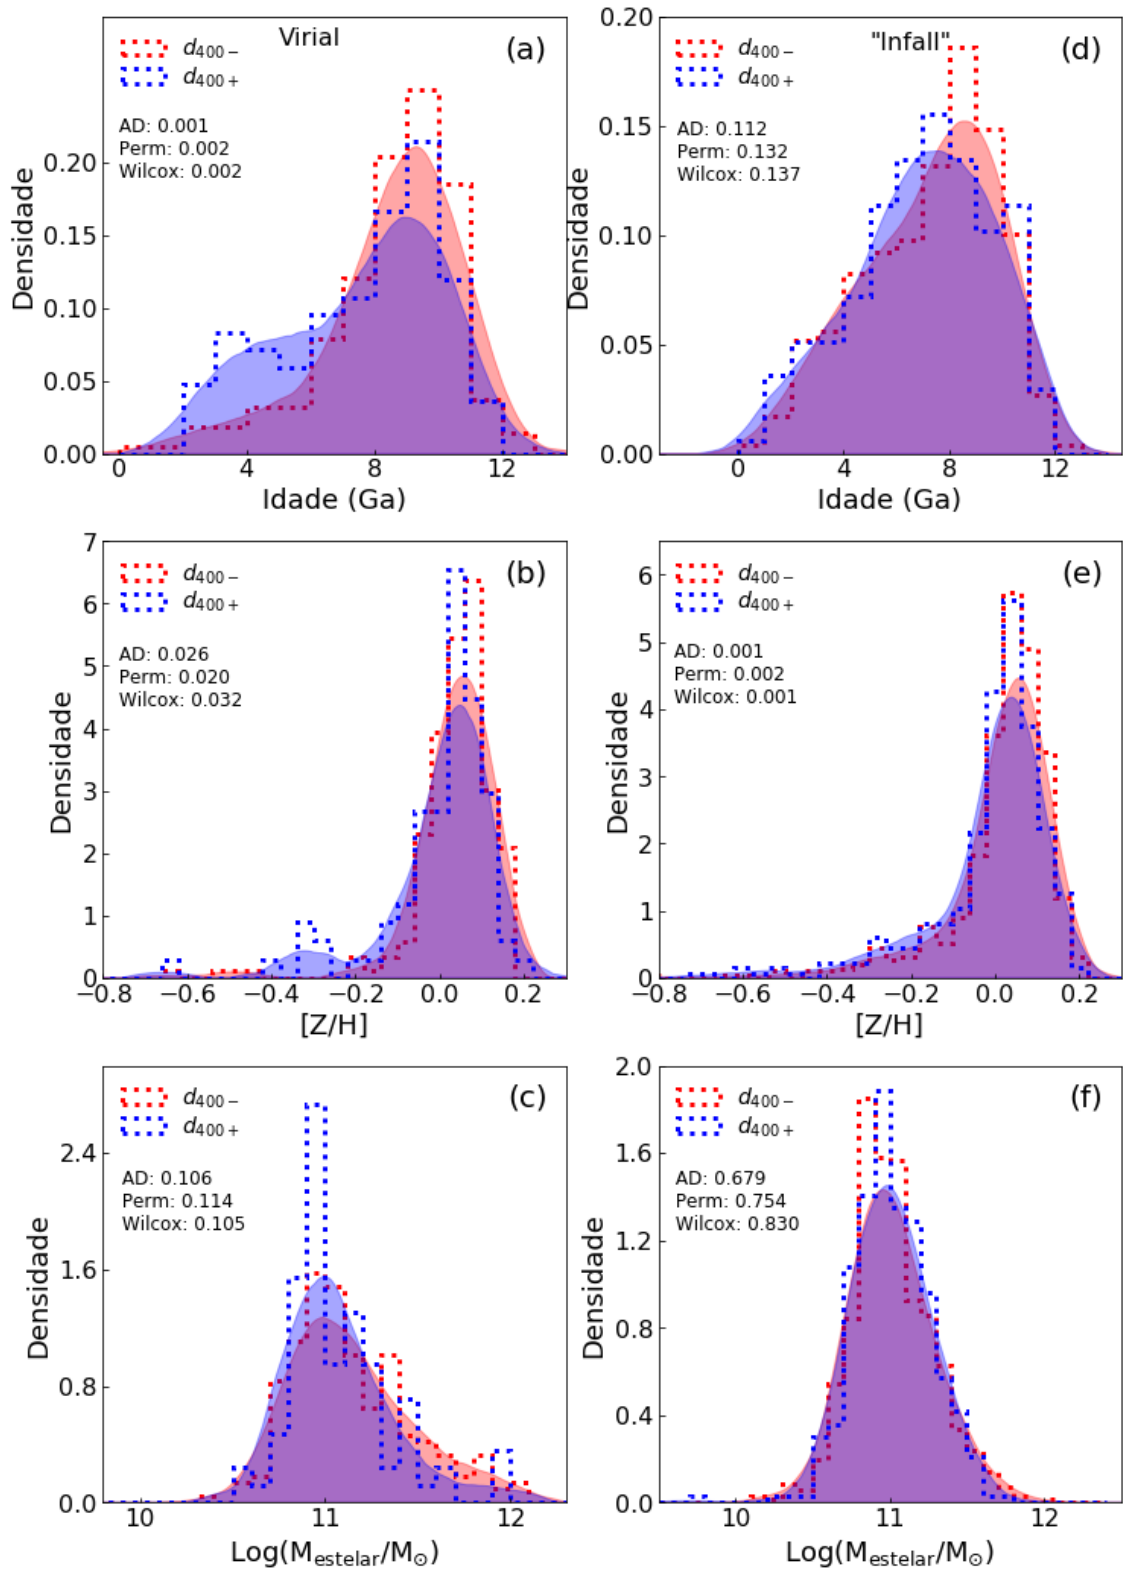 Virial
(a)
d400−
d400+
AD: 0.001
Perm: 0.002
Wilcox: 0.002
0.20
0.15
0.10
0.05
0.00
Densidade
0 4 8 12
Idade (Ga)
"Infall"
(d)
d400−
d400+
AD: 0.112
Perm: 0.132
Wilcox: 0.137
0.20
0.15
0.10
0.05
0.00
Densidade
0 4 8 12
Idade (Ga)
(b)
d400−
d400+
AD: 0.026
Perm: 0.020
Wilcox: 0.032
7
6
5
4
3
2
1
0
Densidade
−0.8 −0.6 −0.4 −0.2 0.0 0.2
[Z/H]
(e)
d400−
d400+
AD: 0.001
Perm: 0.002
Wilcox: 0.001
6
5
4
3
2
1
0
Densidade
−0.8 −0.6 −0.4 −0.2 0.0 0.2
[Z/H]
(c)
d400−
d400+
AD: 0.106
Perm: 0.114
Wilcox: 0.105
2.4
1.6
0.8
0.0
Densidade
10 11 12
Log(Mestelar/M⊙)
(f)
d400−
d400+
AD: 0.679
Perm: 0.754
Wilcox: 0.830
2.0
1.6
1.2
0.8
0.4
0.0
Densidade
10 11 12
Log(Mestelar/M⊙)